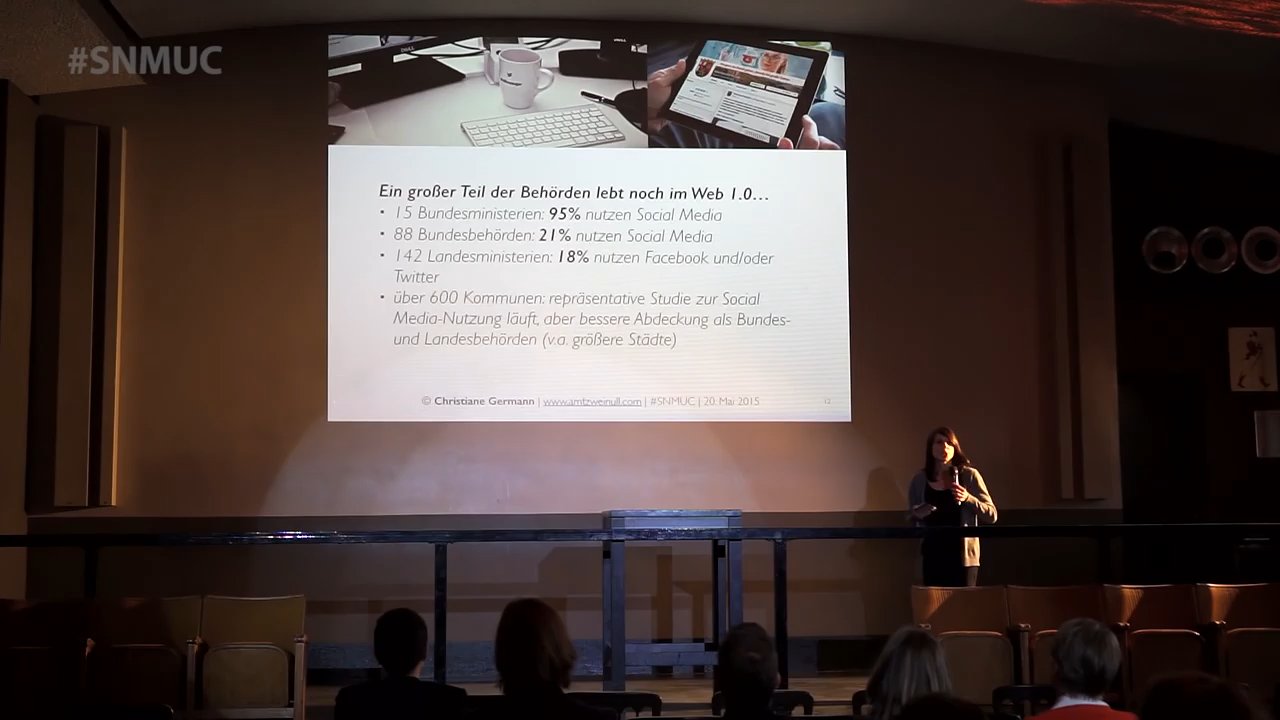 #SNMUC
DELL
DELL
Ein großer Teil der Behörden lebt noch im Web 1.0...
• 15 Bundesministerien: 95% nutzen Social Media
• 88 Bundesbehörden: 21% nutzen Social Media
• 142 Landesministerien: 18% nutzen Facebook und/oder
Twitter
• über 600 Kommunen: repräsentative Studie zur Social
Media-Nutzung läuft, aber bessere Abdeckung als Bundes-
und Landesbehörden (v.a. größere Städte)
© Christiane Germann | www.amtzweinull.com | #SNMUC | 20. Mai 2015
12